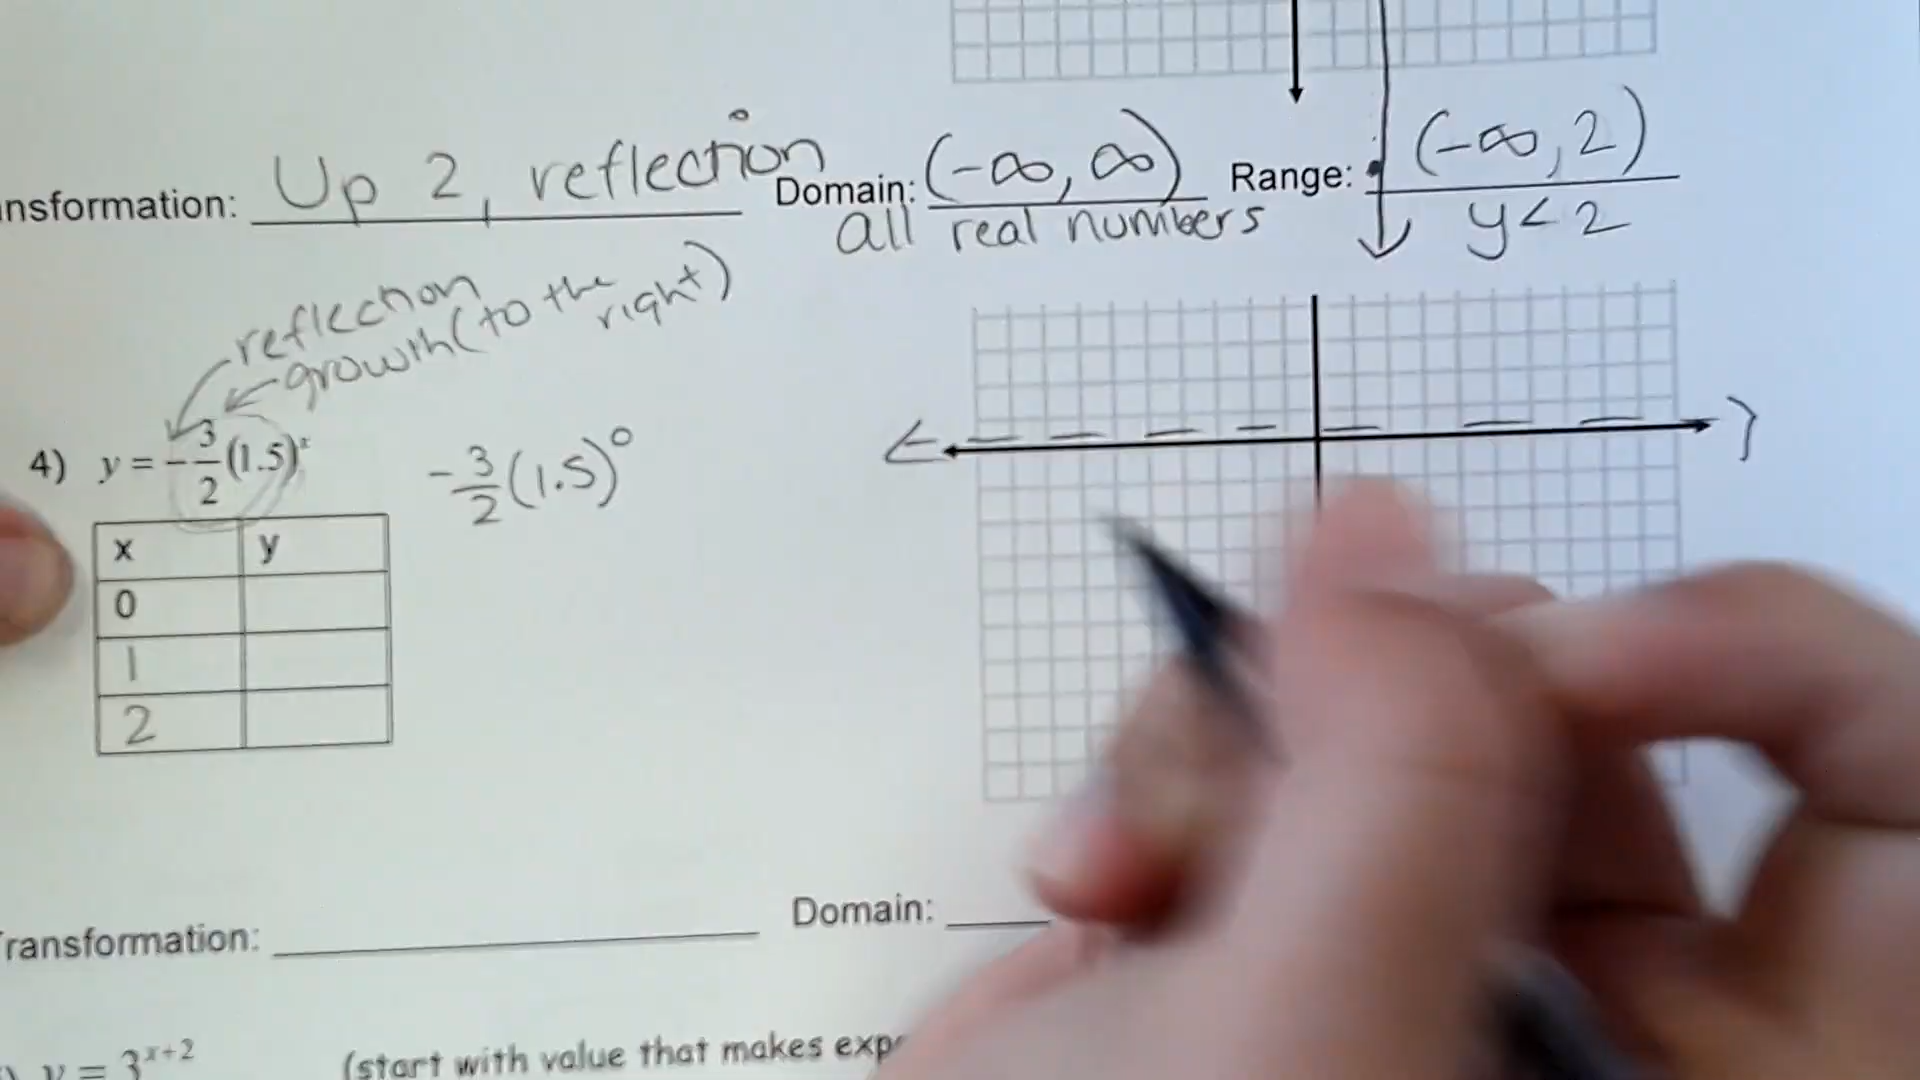 nsformation: Up 2, reflection Domain: (-∞, ∞) Range: (-∞, 2)
all real numbers y < 2
reflection
growth (to the right)
4) y = -3/2(1.5)ˣ -3/2(1.5)⁰
x y
0
1
2
Transformation: Domain:
y = 3ˣ⁺² (start with value that makes exp